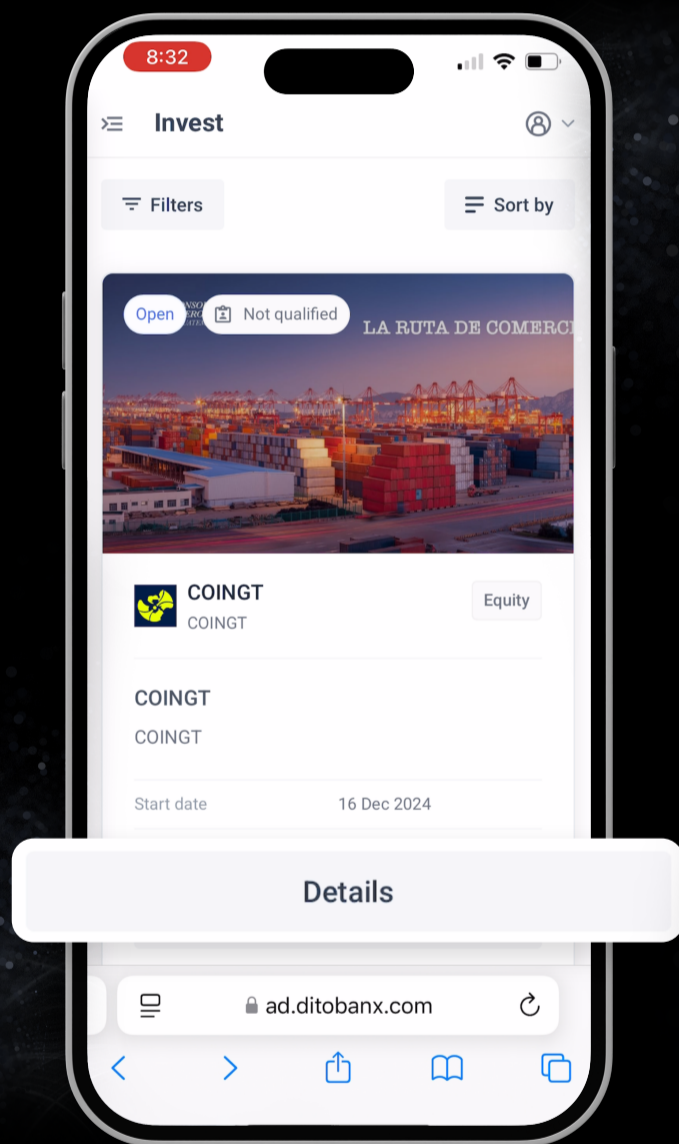 8:32
Invest
Filters
Sort by
Open
Not qualified
LA RUTA DE COMERCI
COINGT
COINGT
Equity
COINGT
COINGT
Start date 16 Dec 2024
Details
ad.ditobanx.com